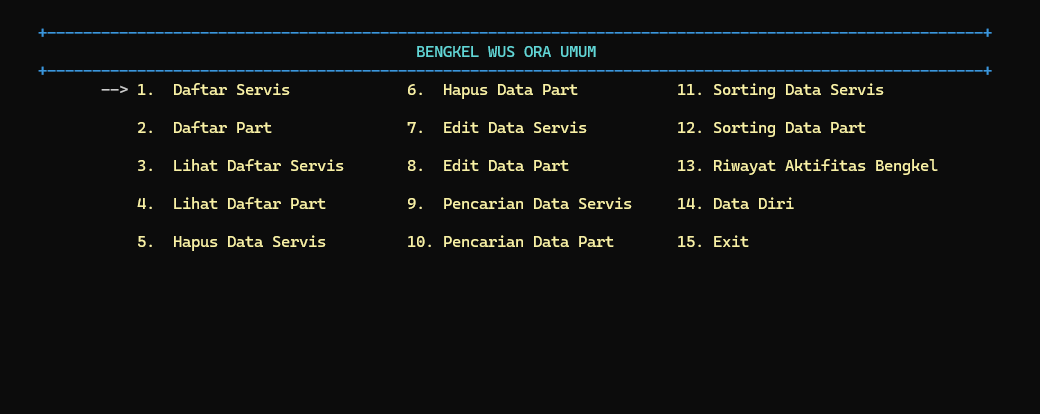 BENGKEL WUS ORA UMUM
--> 1. Daftar Servis 6. Hapus Data Part 11. Sorting Data Servis
2. Daftar Part 7. Edit Data Servis 12. Sorting Data Part
3. Lihat Daftar Servis 8. Edit Data Part 13. Riwayat Aktifitas Bengkel
4. Lihat Daftar Part 9. Pencarian Data Servis 14. Data Diri
5. Hapus Data Servis 10. Pencarian Data Part 15. Exit